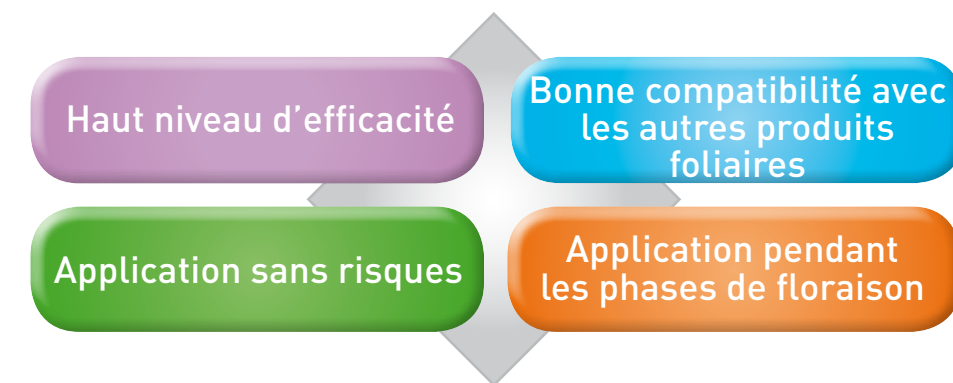 Haut niveau d’efficacité
Bonne compatibilité avec
les autres produits
foliaires
Application sans risques
Application pendant
les phases de floraison